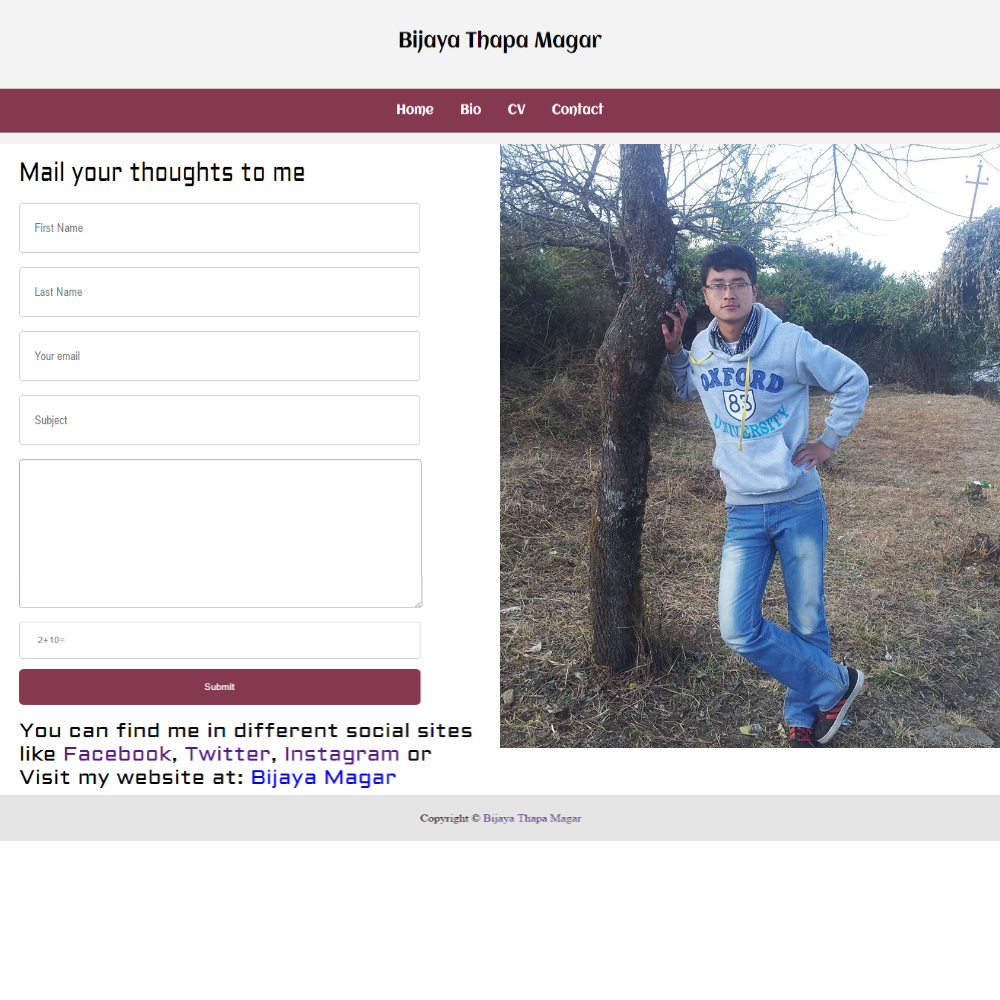 Bijaya Thapa Magar
Home Bio CV Contact
Mail your thoughts to me
First Name
Last Name
Your email
Subject
2+10=
Submit
You can find me in different social sites
like Facebook, Twitter, Instagram or
Visit my website at: Bijaya Magar
OXFORD
83
UNIVERSITY
Copyright © Bijaya Thapa Magar